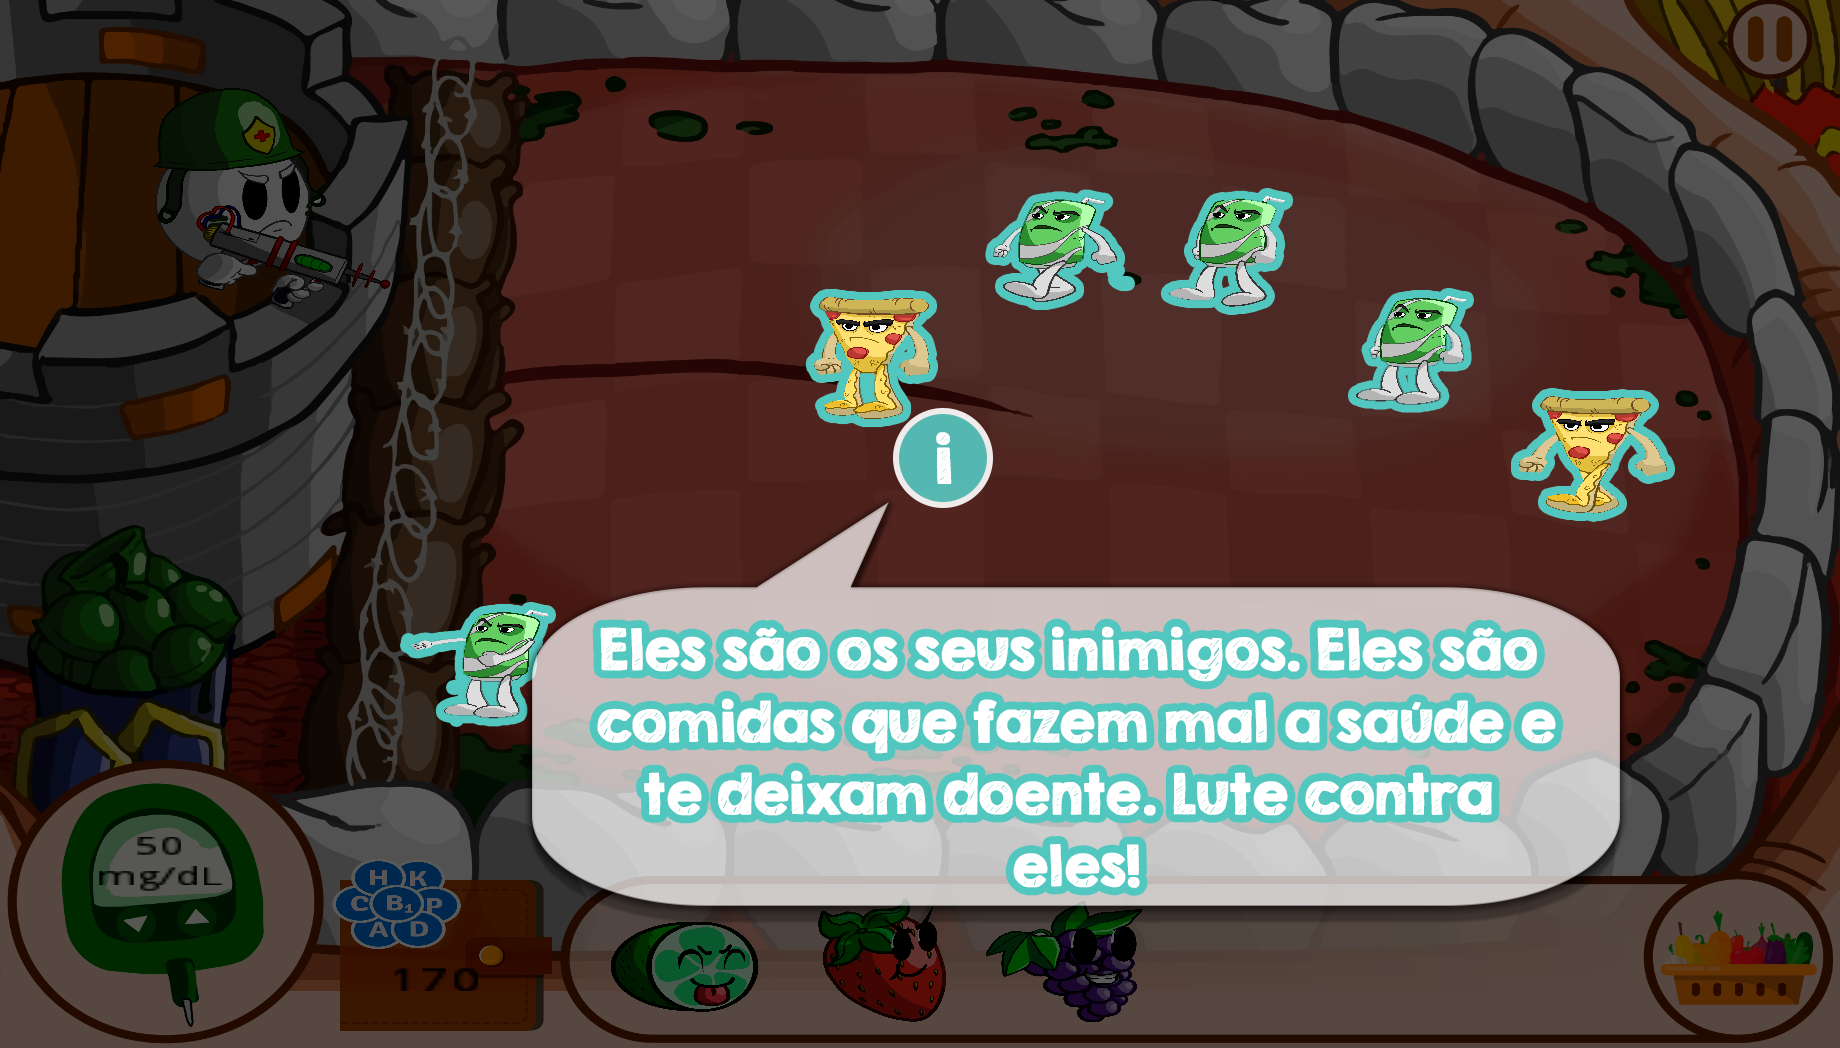 i
Eles são os seus inimigos. Eles são
comidas que fazem mal a saúde e
te deixam doente. Lute contra
eles!
50
mg/dL
H K
C B₁ P
A D
170